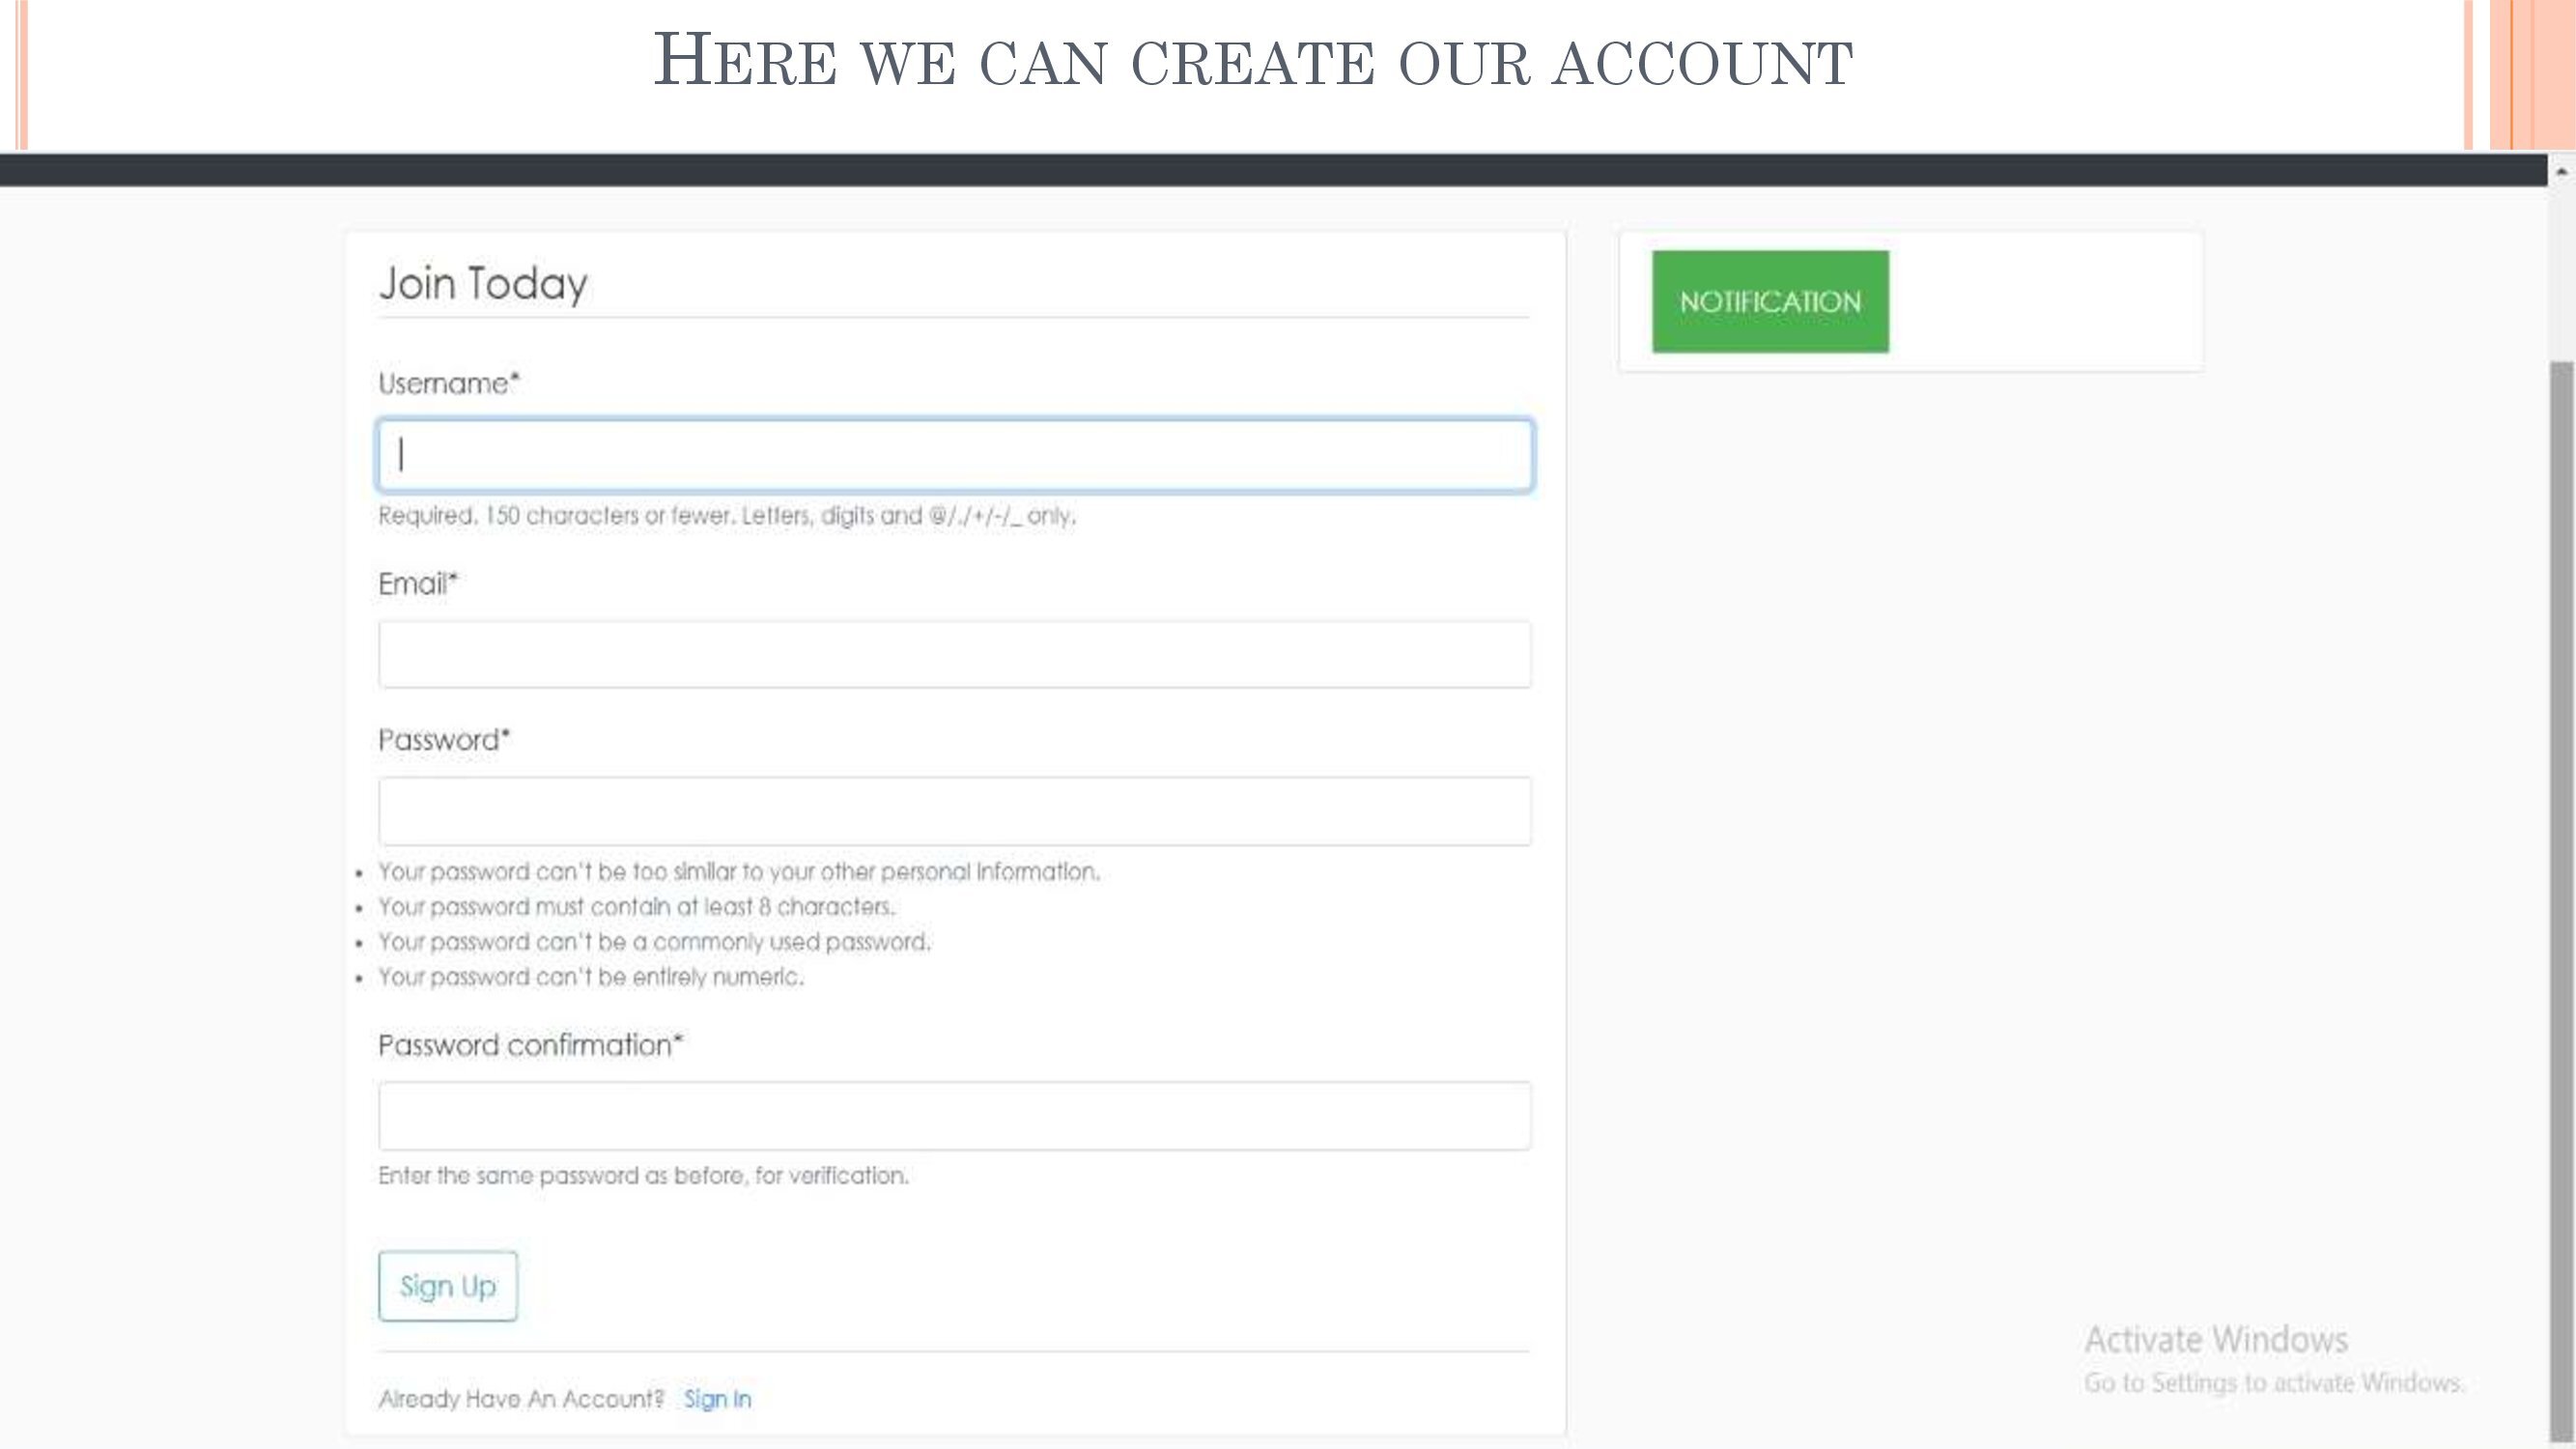 HERE WE CAN CREATE OUR ACCOUNT
Join Today
NOTIFICATION
Username*
Required. 150 characters or fewer. Letters, digits and @/./+/-/_ only.
Email*
Password*
• Your password can't be too similar to your other personal information.
• Your password must contain at least 8 characters.
• Your password can't be a commonly used password.
• Your password can't be entirely numeric.
Password confirmation*
Enter the same password as before, for verification.
Sign Up
Already Have An Account? Sign In
Activate Windows
Go to Settings to activate Windows.